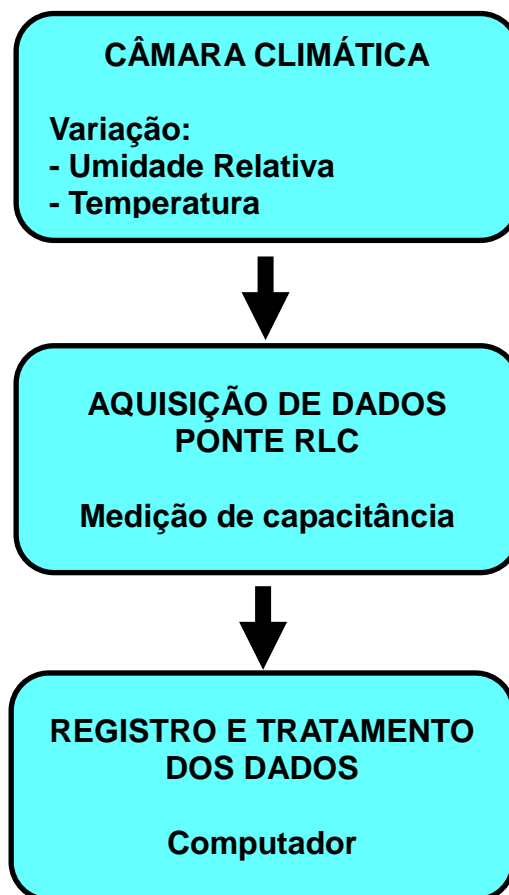 CÂMARA CLIMÁTICA
Variação:
- Umidade Relativa
- Temperatura
AQUISIÇÃO DE DADOS
PONTE RLC
Medição de capacitância
REGISTRO E TRATAMENTO
DOS DADOS
Computador